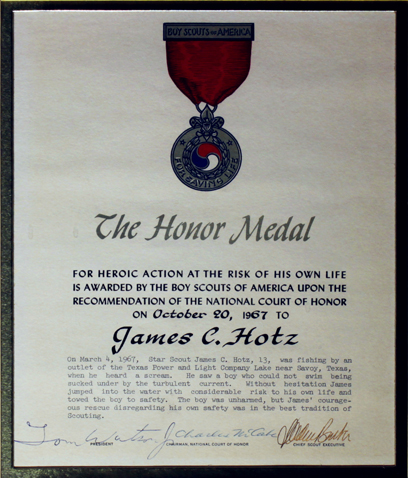 BOY SCOUTS OF AMERICA
FOR SAVING LIFE
The Honor Medal
FOR HEROIC ACTION AT THE RISK OF HIS OWN LIFE
IS AWARDED BY THE BOY SCOUTS OF AMERICA UPON THE
RECOMMENDATION OF THE NATIONAL COURT OF HONOR
ON October 20, 1967 TO
James C. Hotz
On March 4, 1967, Star Scout James C. Hotz, 13, was fishing by an
outlet of the Texas Power and Light Company Lake near Savoy, Texas,
when he heard a scream. He saw a boy who could not swim being
sucked under by the turbulent current. Without hesitation James
jumped into the water with considerable risk to his own life and
towed the boy to safety. The boy was unharmed, but James' courage-
ous rescue disregarding his own safety was in the best tradition of
Scouting.
PRESIDENT
CHAIRMAN, NATIONAL COURT OF HONOR
CHIEF SCOUT EXECUTIVE